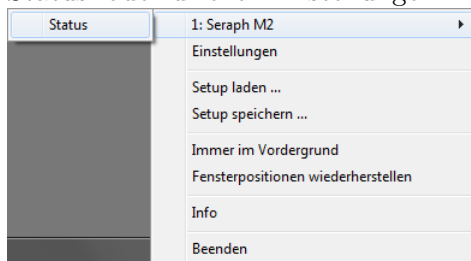 Status
1: Seraph M2
Einstellungen
Setup laden ...
Setup speichern ...
Immer im Vordergrund
Fensterpositionen wiederherstellen
Info
Beenden